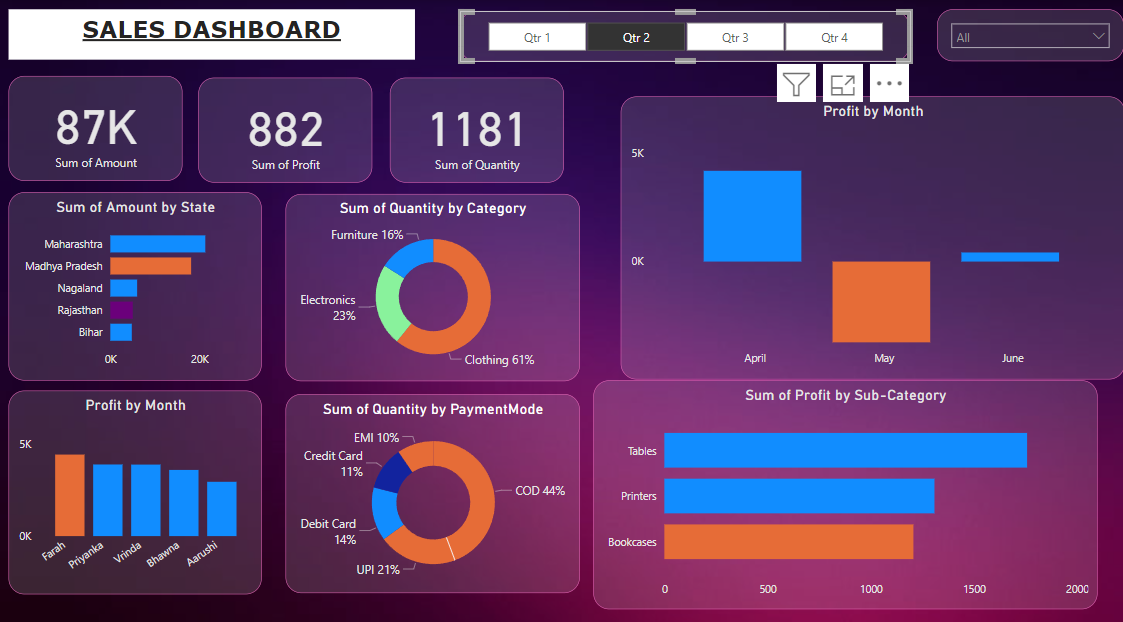 SALES DASHBOARD
Qtr 1
Qtr 2
Qtr 3
Qtr 4
All
87K
Sum of Amount
882
Sum of Profit
1181
Sum of Quantity
Profit by Month
5K
0K
April
May
June
Sum of Amount by State
Maharashtra
Madhya Pradesh
Nagaland
Rajasthan
Bihar
0K
20K
Sum of Quantity by Category
Furniture 16%
Electronics
23%
Clothing 61%
Profit by Month
5K
0K
Farah
Priyanka
Vrinda
Bhawna
Aarushi
Sum of Quantity by PaymentMode
EMI 10%
Credit Card
11%
COD 44%
Debit Card
14%
UPI 21%
Sum of Profit by Sub-Category
Tables
Printers
Bookcases
0
500
1000
1500
2000